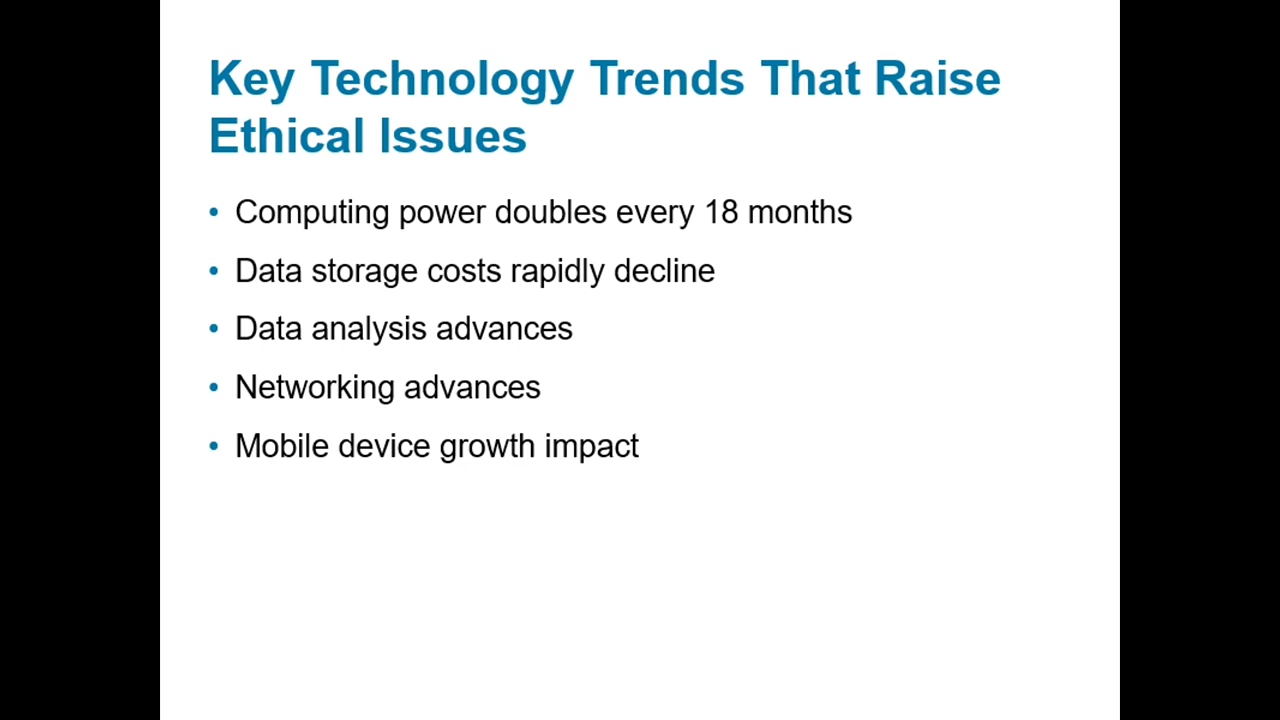 Key Technology Trends That Raise
Ethical Issues
• Computing power doubles every 18 months
• Data storage costs rapidly decline
• Data analysis advances
• Networking advances
• Mobile device growth impact